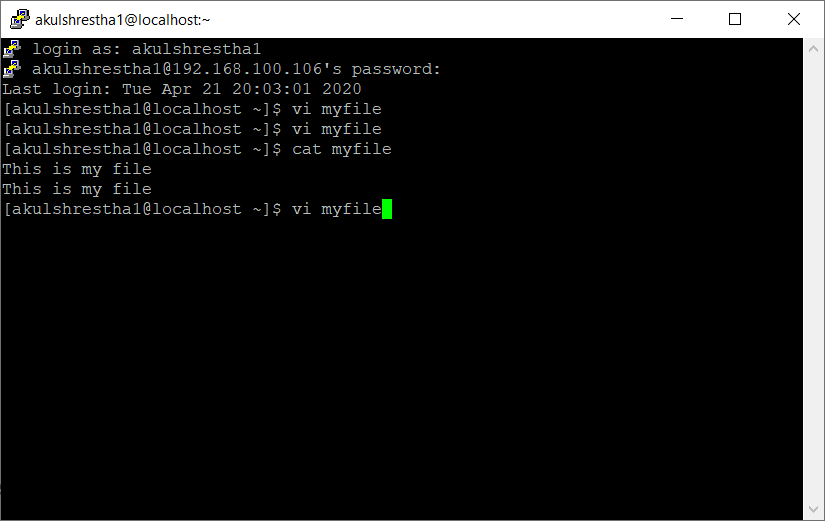 akulshrestha1@localhost:~
login as: akulshrestha1
akulshrestha1@192.168.100.106's password:
Last login: Tue Apr 21 20:03:01 2020
[akulshrestha1@localhost ~]$ vi myfile
[akulshrestha1@localhost ~]$ vi myfile
[akulshrestha1@localhost ~]$ cat myfile
This is my file
This is my file
[akulshrestha1@localhost ~]$ vi myfile